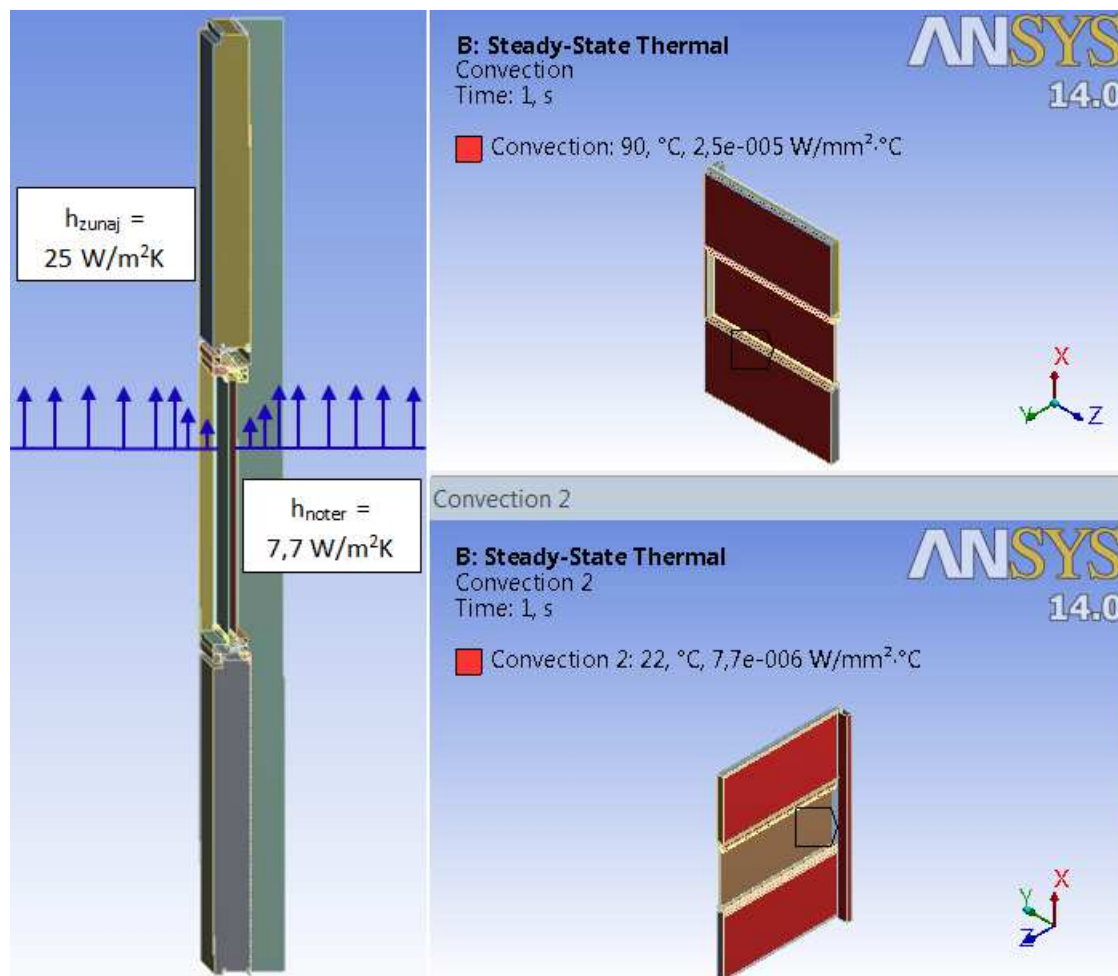 h_zunaj =
25 W/m²K
h_noter =
7,7 W/m²K
B: Steady-State Thermal
Convection
Time: 1, s
Convection: 90, °C, 2,5e-005 W/mm²·°C
ANSYS
14.0
X
Y
Z
Convection 2
B: Steady-State Thermal
Convection 2
Time: 1, s
Convection 2: 22, °C, 7,7e-006 W/mm²·°C
ANSYS
14.0
X
Y
Z